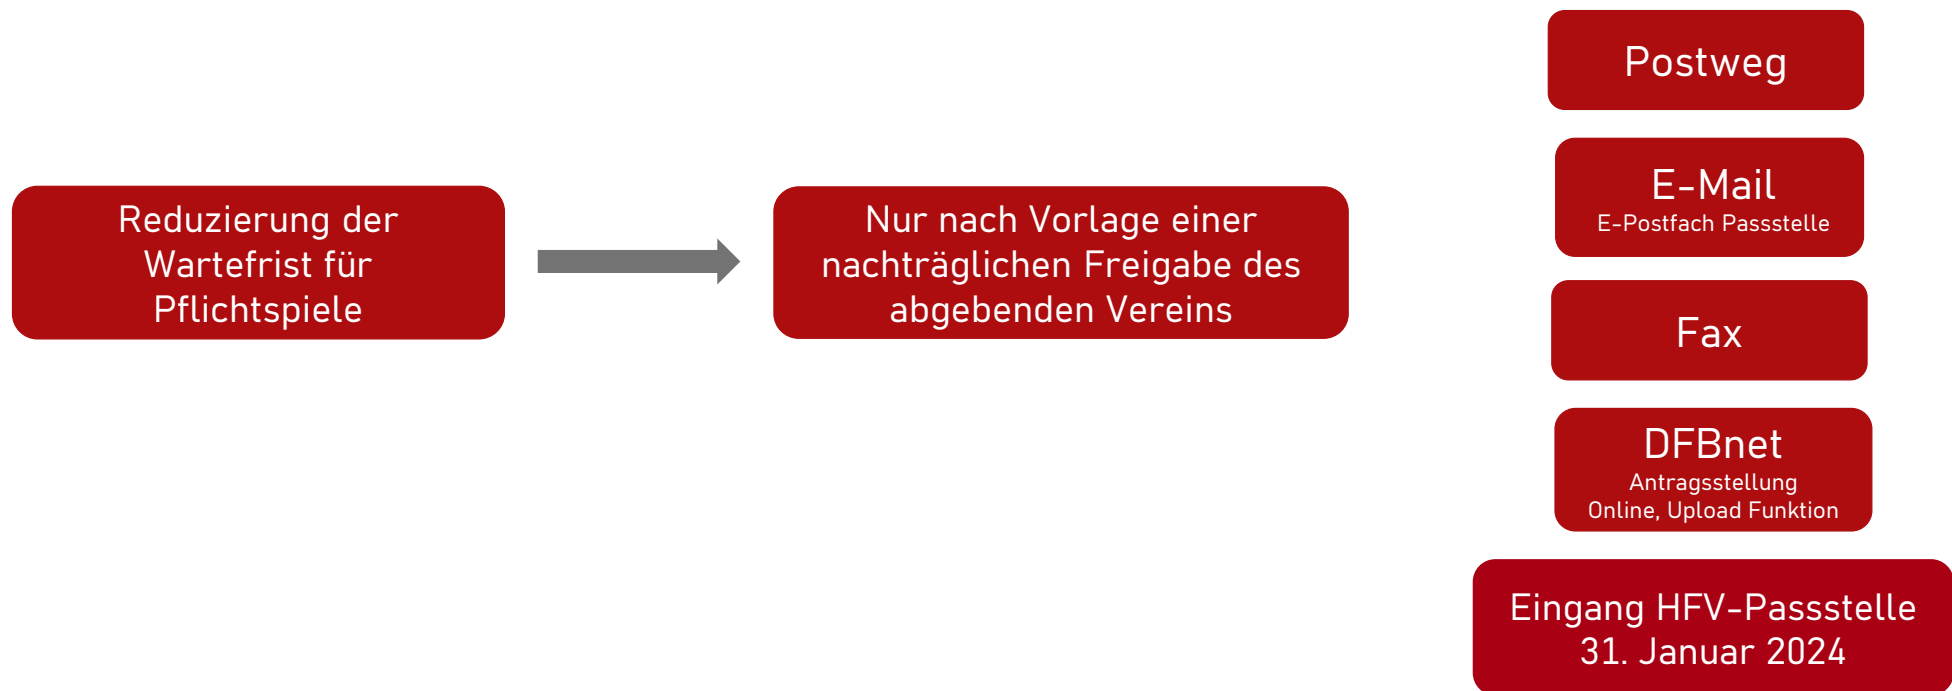 Reduzierung der
Wartefrist für
Pflichtspiele
Nur nach Vorlage einer
nachträglichen Freigabe des
abgebenden Vereins
Postweg
E-Mail
E-Postfach Passstelle
Fax
DFBnet
Antragsstellung
Online, Upload Funktion
Eingang HFV-Passstelle
31. Januar 2024